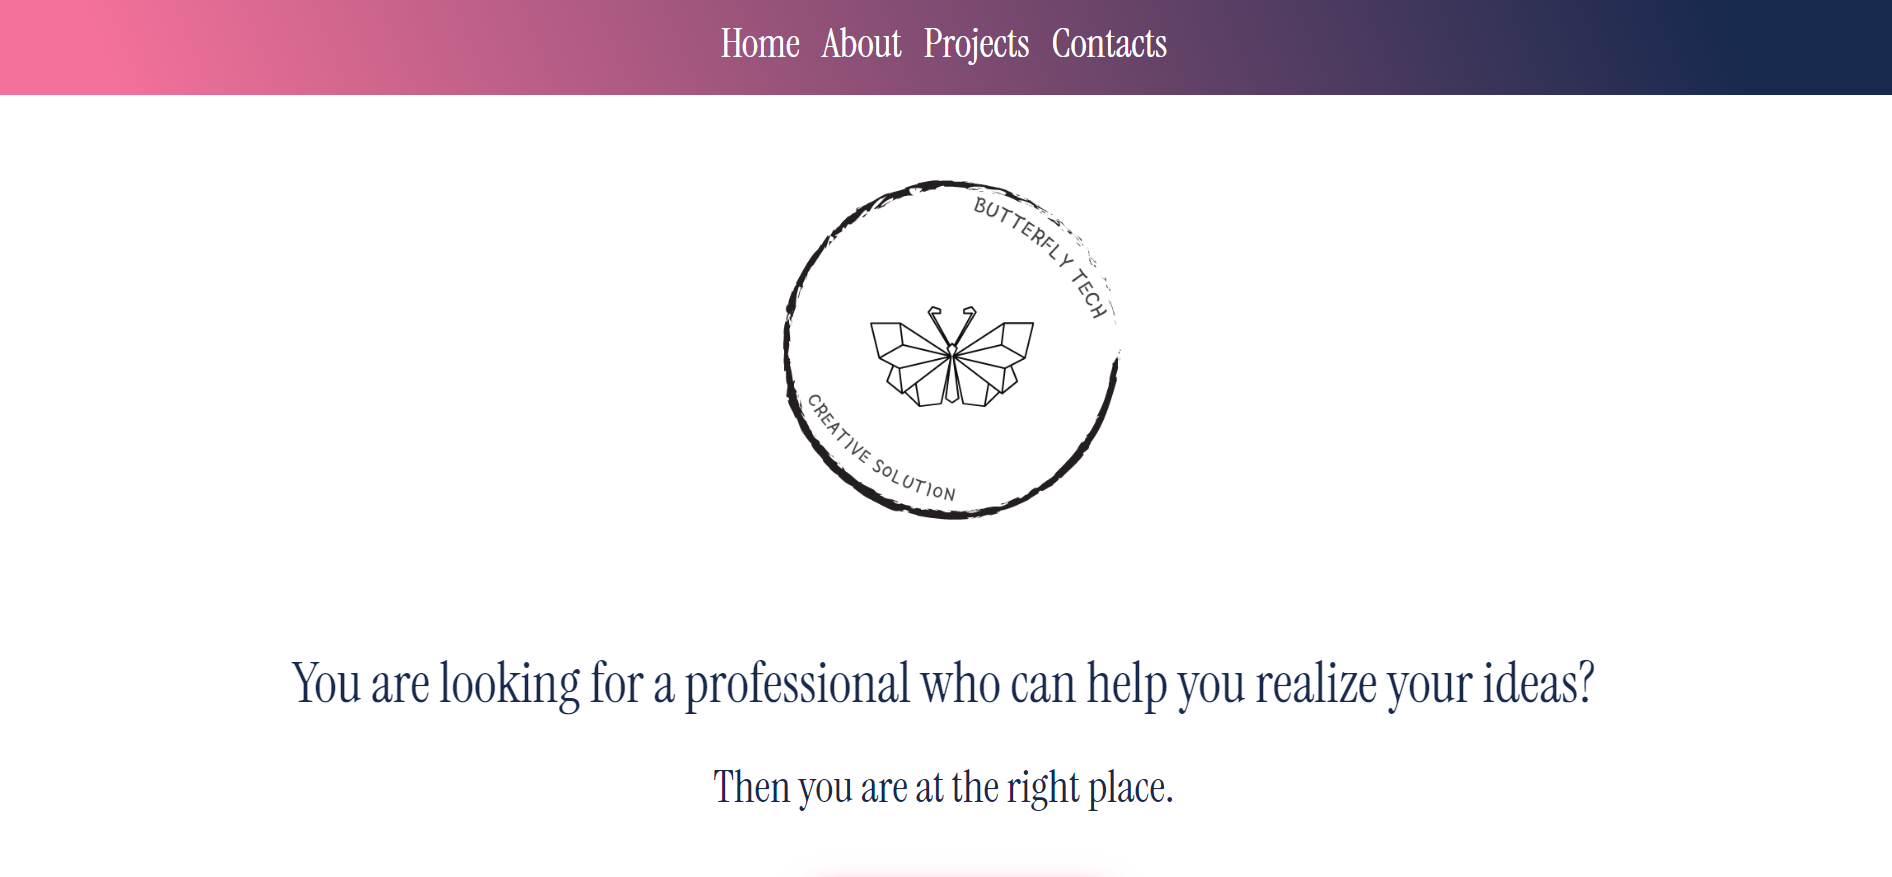 Home About Projects Contacts
BUTTERFLY TECH
CREATIVE SOLUTION
You are looking for a professional who can help you realize your ideas?
Then you are at the right place.